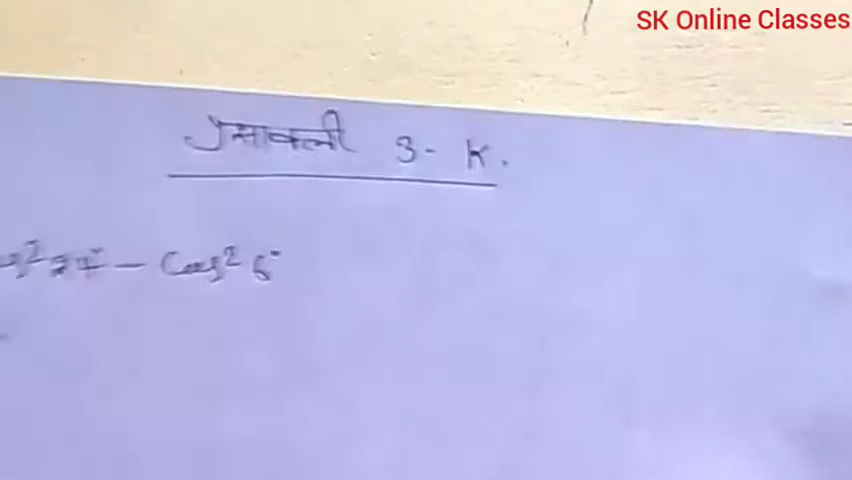 SK Online Classes
प्रश्नावली 3- K.
- Cos² 6°